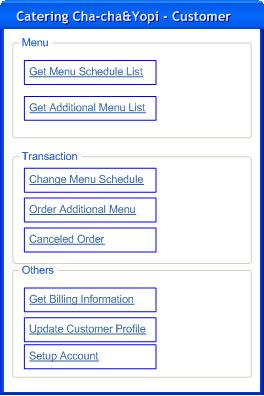 Catering Cha-cha&Yopi - Customer
Menu
Get Menu Schedule List
Get Additional Menu List
Transaction
Change Menu Schedule
Order Additional Menu
Canceled Order
Others
Get Billing Information
Update Customer Profile
Setup Account